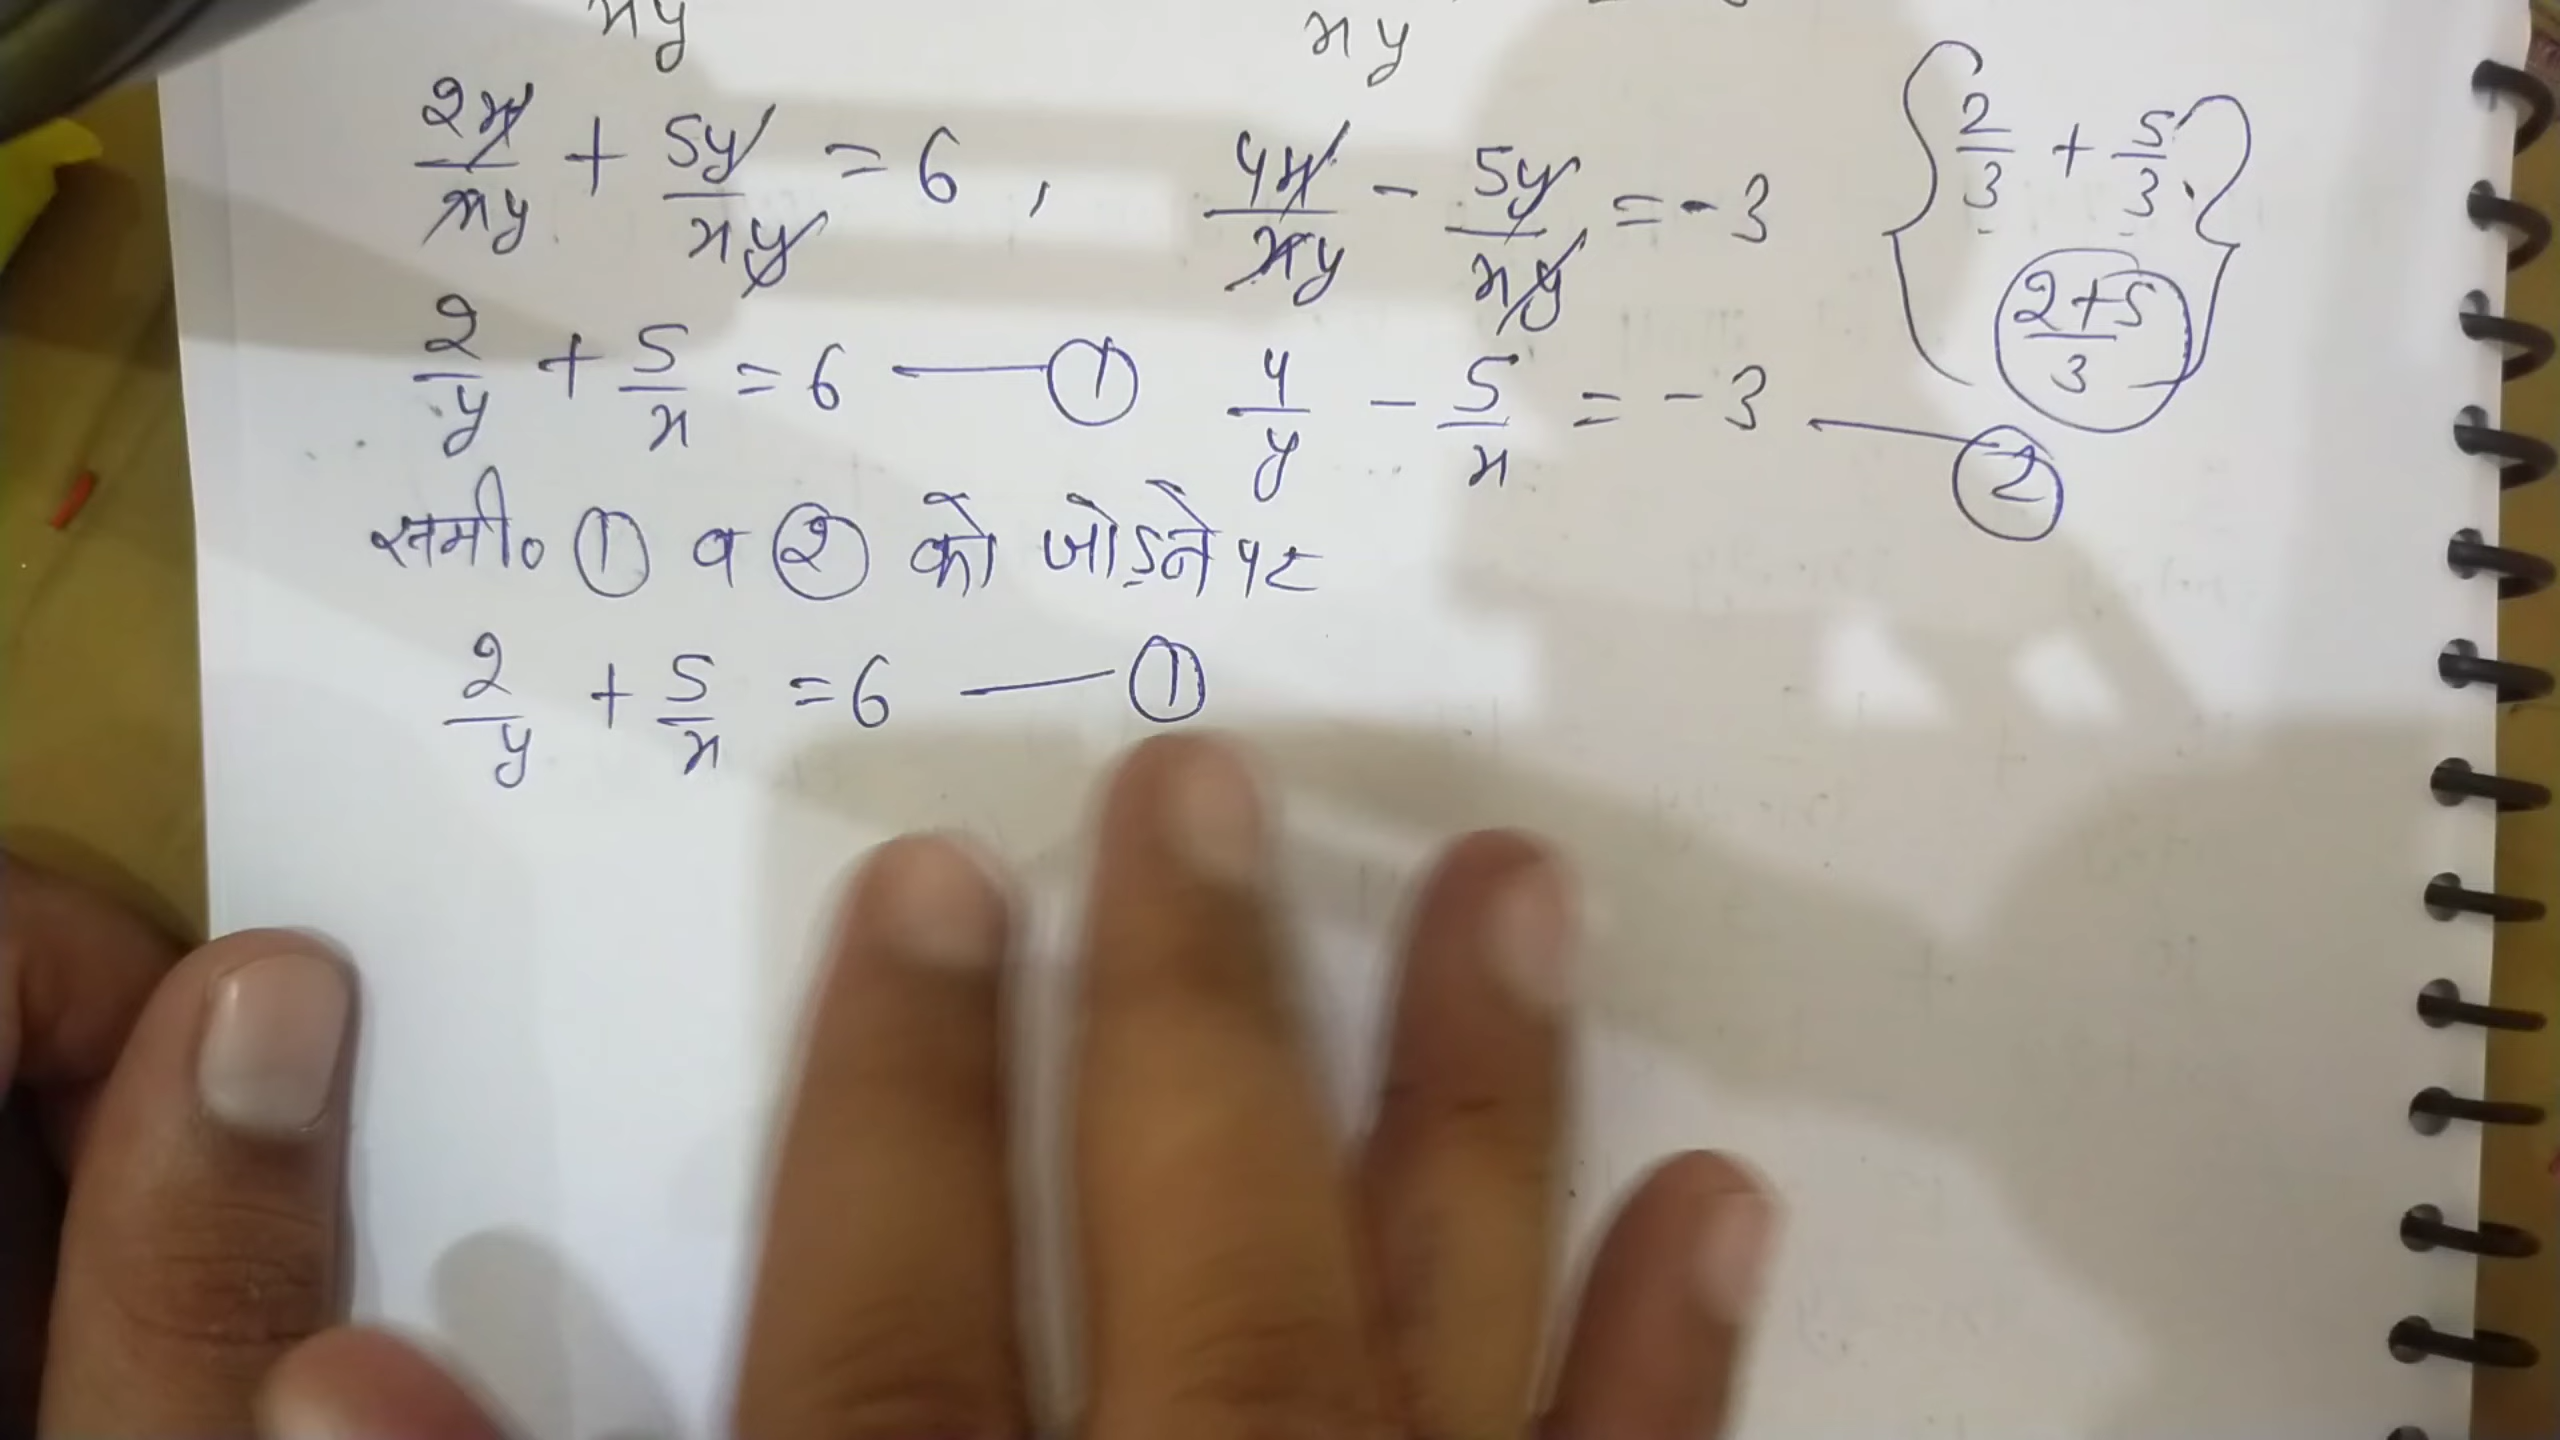 xy xy
2x/xy + 5y/xy = 6 , 4x/xy - 5y/xy = -3 { 2/3 + 5/3 }
2+5/3
2/y + 5/x = 6 — ① 4/y - 5/x = -3 — ②
समी० ① व ② को जोड़ने पर
2/y + 5/x = 6 — ①